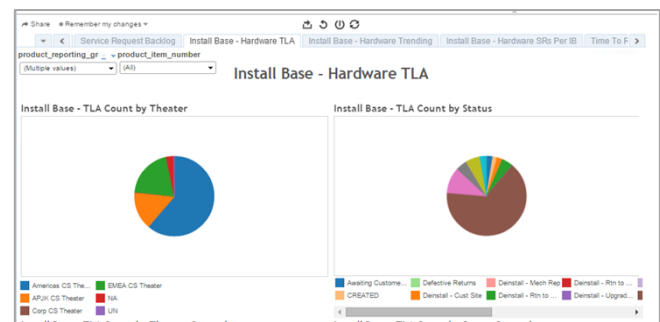 Share Remember my changes
Service Request Backlog Install Base - Hardware TLA Install Base - Hardware Trending Install Base - Hardware SRs Per IB Time To F
product_reporting_gr _ product_item_number
(Multiple values) (All)
Install Base - Hardware TLA
Install Base - TLA Count by Theater Install Base - TLA Count by Status
Americas CS The... EMEA CS Theater Awaiting Custome... Defective Returns Deinstall - Mech Rep Deinstall - Rtn to ...
APJK CS Theater NA CREATED Deinstall - Cust Site Deinstall - Rtn to ... Deinstall - Upgrad...
Corp CS Theater UN